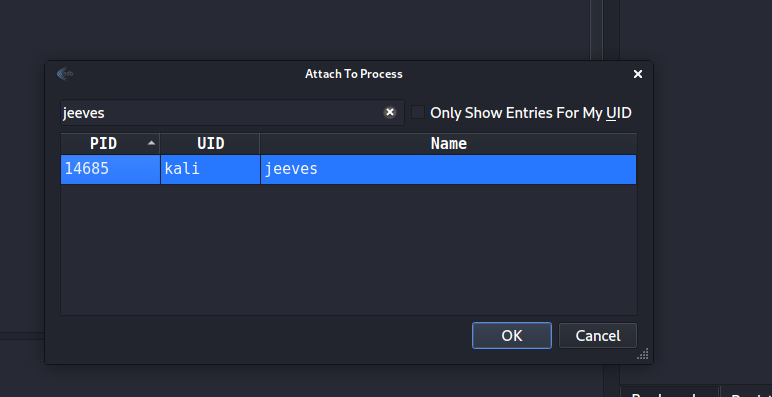 Attach To Process
jeeves
Only Show Entries For My UID
PID UID Name
14685 kali jeeves
OK Cancel